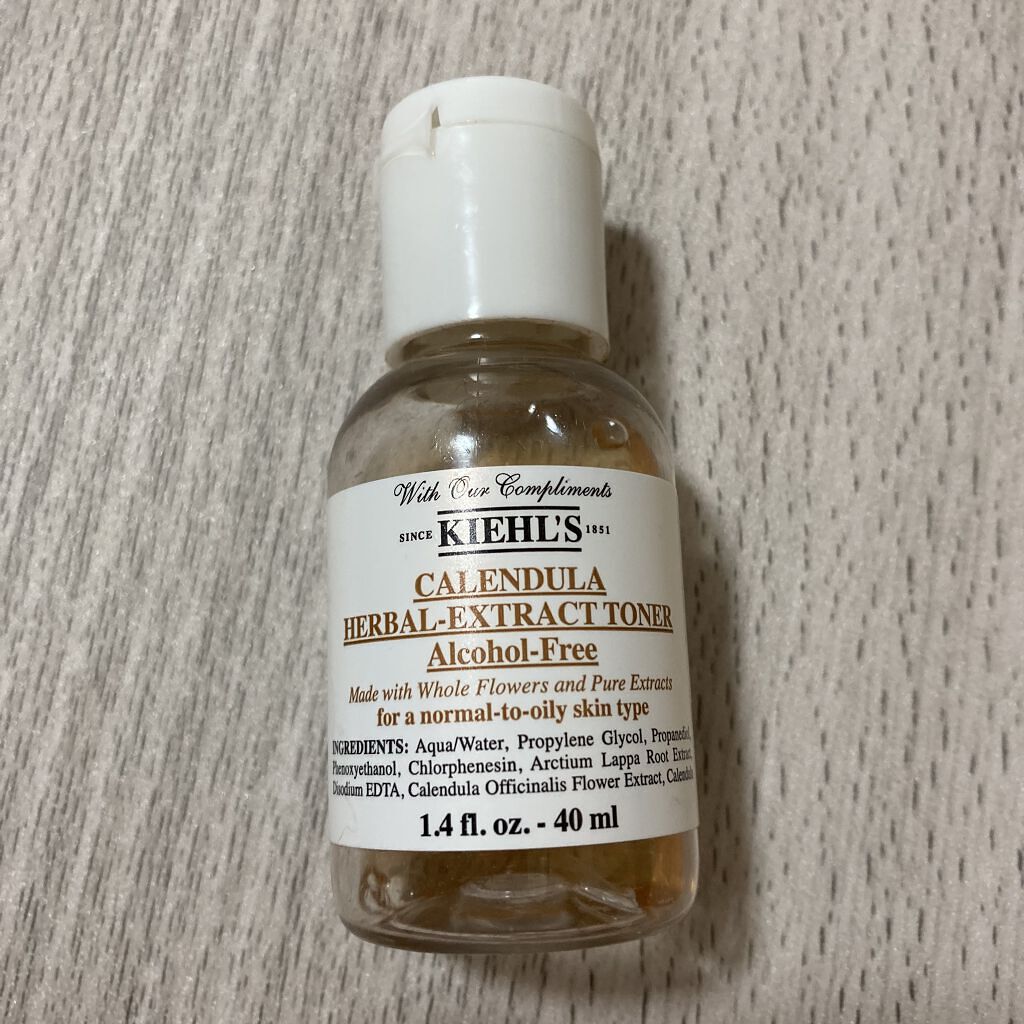 With Our Compliments
SINCE KIEHL'S 1851
CALENDULA
HERBAL-EXTRACT TONER
Alcohol-Free
Made with Whole Flowers and Pure Extracts
for a normal-to-oily skin type
INGREDIENTS: Aqua/Water, Propylene Glycol, Propanediol,
Phenoxyethanol, Chlorphenesin, Arctium Lappa Root Extract,
Disodium EDTA, Calendula Officinalis Flower Extract, Calendula
1.4 fl. oz. - 40 ml